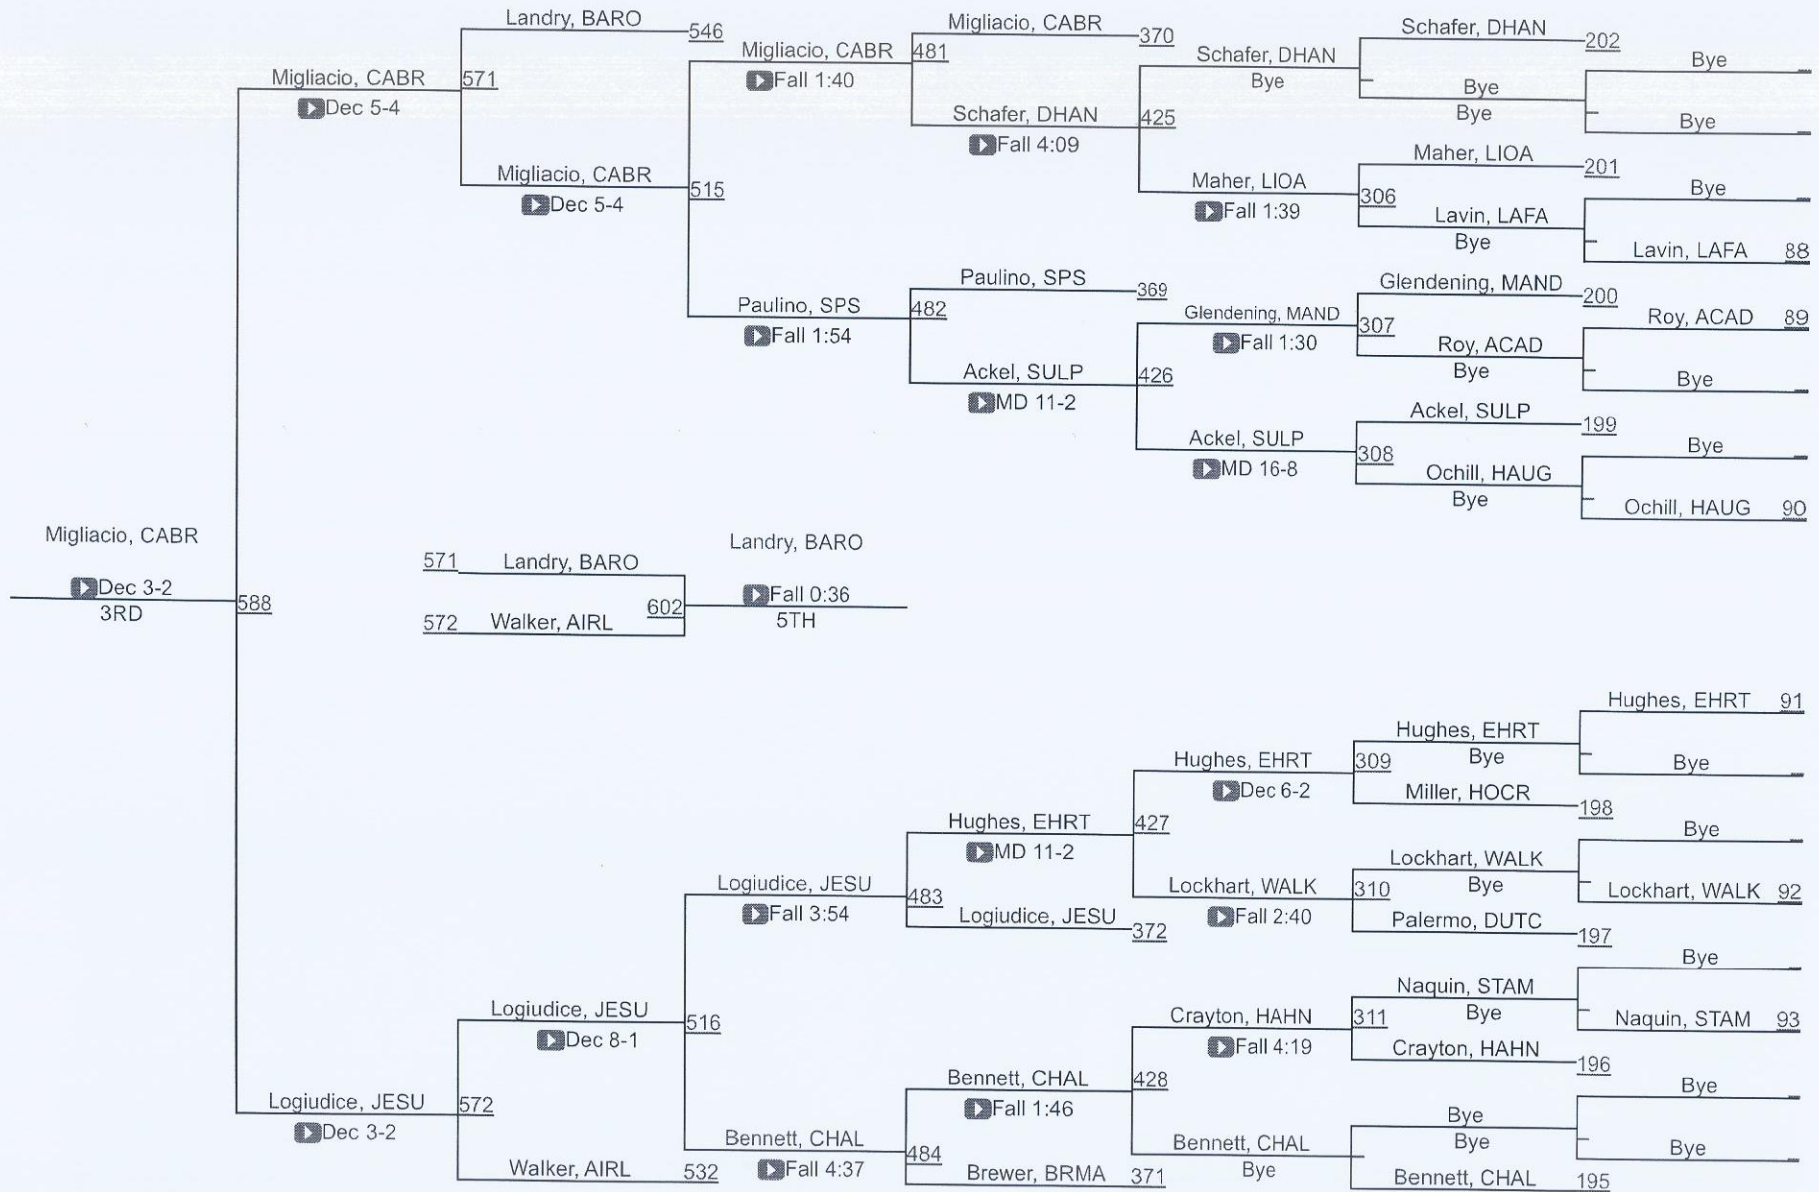 Landry, BARO
546
Migliacio, CABR
571
Dec 5-4
Migliacio, CABR
515
Dec 5-4
Migliacio, CABR
481
Fall 1:40
Paulino, SPS
482
Fall 1:54
Migliacio, CABR
370
Schafer, DHAN
425
Fall 4:09
Paulino, SPS
369
Ackel, SULP
426
MD 11-2
Schafer, DHAN
Bye
Maher, LIOA
306
Fall 1:39
Glendening, MAND
307
Fall 1:30
Ackel, SULP
308
MD 16-8
Schafer, DHAN
202
Bye
Bye
Maher, LIOA
201
Lavin, LAFA
Bye
Glendening, MAND
200
Roy, ACAD
Bye
Ackel, SULP
199
Ochill, HAUG
Bye
Bye
Bye
Bye
Lavin, LAFA 88
Roy, ACAD 89
Bye
Bye
Ochill, HAUG 90
Migliacio, CABR
Dec 3-2
588
3RD
571 Landry, BARO
572 Walker, AIRL
602
Landry, BARO
Fall 0:36
5TH
Logiudice, JESU
572
Dec 3-2
Logiudice, JESU
516
Dec 8-1
Walker, AIRL
532
Logiudice, JESU
483
Fall 3:54
Bennett, CHAL
484
Fall 4:37
Hughes, EHRT
427
MD 11-2
Logiudice, JESU
372
Bennett, CHAL
428
Fall 1:46
Brewer, BRMA
371
Hughes, EHRT
309
Dec 6-2
Lockhart, WALK
310
Fall 2:40
Crayton, HAHN
311
Fall 4:19
Bennett, CHAL
Bye
Hughes, EHRT
Bye
Miller, HOCR
198
Lockhart, WALK
Bye
Palermo, DUTC
197
Naquin, STAM
Bye
Crayton, HAHN
196
Bye
Bye
Bennett, CHAL
195
Hughes, EHRT 91
Bye
Bye
Lockhart, WALK 92
Bye
Naquin, STAM 93
Bye
Bye